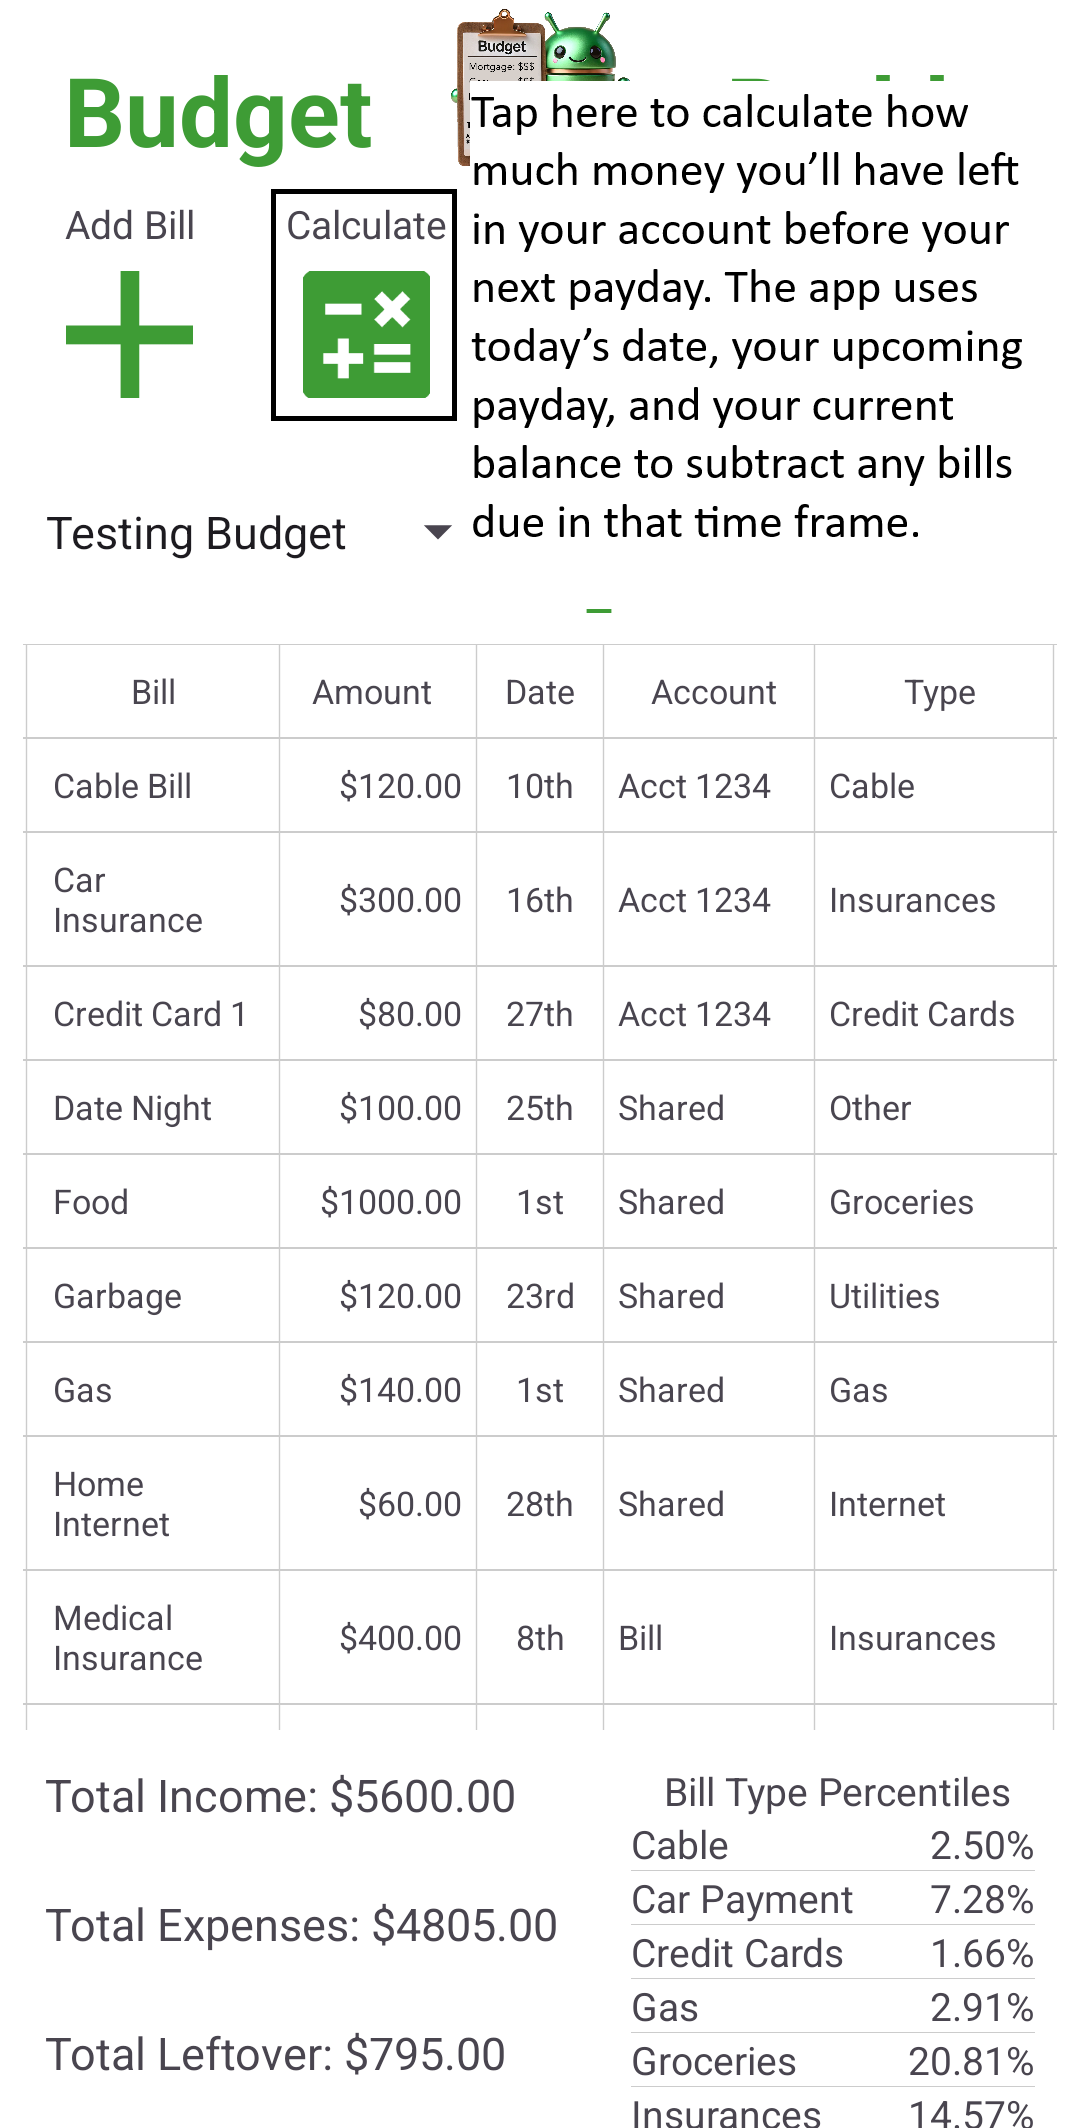 Budget
Budget
Mortgage: $$$
Tap here to calculate how
much money you’ll have left
in your account before your
next payday. The app uses
today’s date, your upcoming
payday, and your current
balance to subtract any bills
due in that time frame.
Add Bill
Calculate
Testing Budget
Bill Amount Date Account Type
Cable Bill $120.00 10th Acct 1234 Cable
Car
Insurance $300.00 16th Acct 1234 Insurances
Credit Card 1 $80.00 27th Acct 1234 Credit Cards
Date Night $100.00 25th Shared Other
Food $1000.00 1st Shared Groceries
Garbage $120.00 23rd Shared Utilities
Gas $140.00 1st Shared Gas
Home
Internet $60.00 28th Shared Internet
Medical
Insurance $400.00 8th Bill Insurances
Total Income: $5600.00
Total Expenses: $4805.00
Total Leftover: $795.00
Bill Type Percentiles
Cable 2.50%
Car Payment 7.28%
Credit Cards 1.66%
Gas 2.91%
Groceries 20.81%
Insurances 14.57%